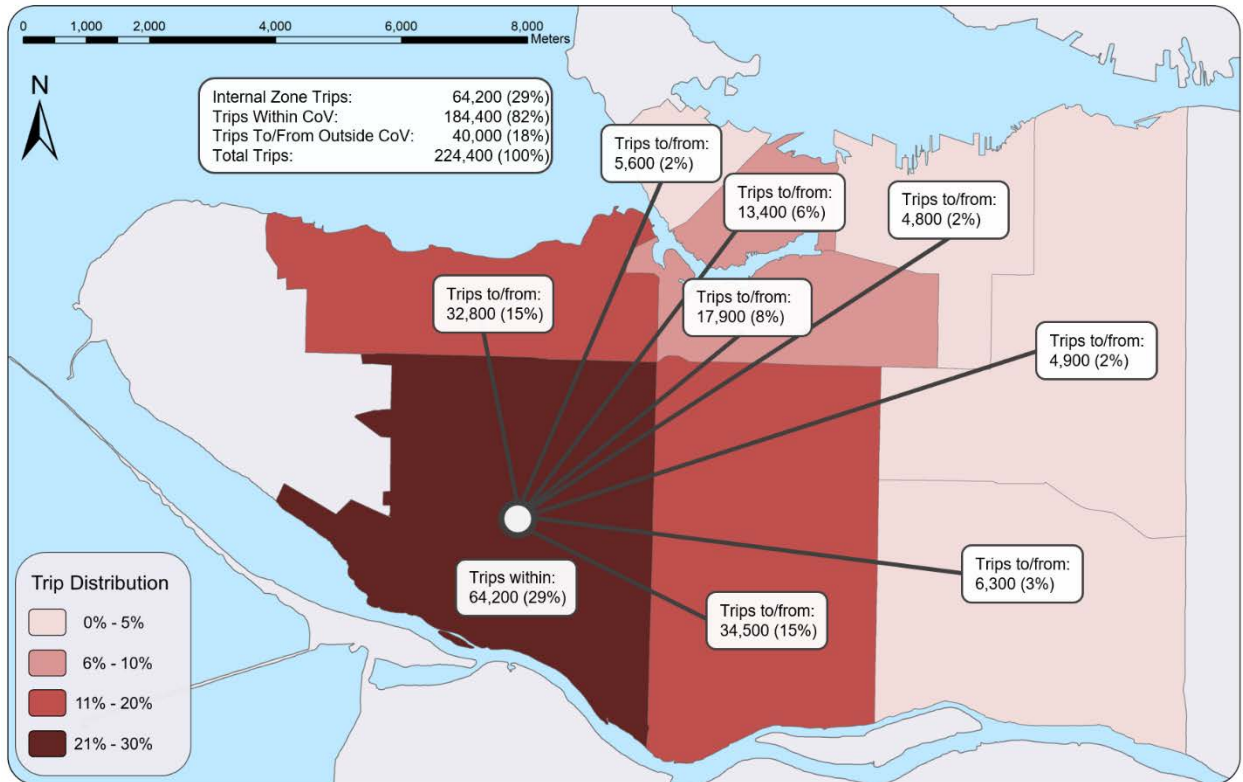 0 1,000 2,000 4,000 6,000 8,000
Meters
N
Internal Zone Trips: 64,200 (29%)
Trips Within CoV: 184,400 (82%)
Trips To/From Outside CoV: 40,000 (18%)
Total Trips: 224,400 (100%)
Trips to/from:
5,600 (2%)
Trips to/from:
13,400 (6%)
Trips to/from:
4,800 (2%)
Trips to/from:
32,800 (15%)
Trips to/from:
17,900 (8%)
Trips to/from:
4,900 (2%)
Trips to/from:
6,300 (3%)
Trips within:
64,200 (29%)
Trips to/from:
34,500 (15%)
Trip Distribution
0% - 5%
6% - 10%
11% - 20%
21% - 30%